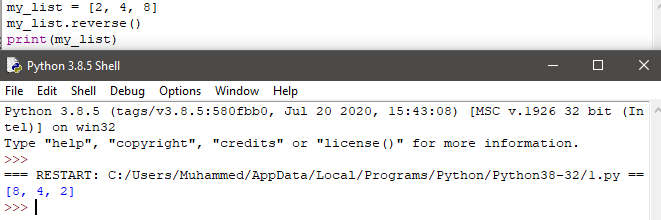 my_list = [2, 4, 8]
my_list.reverse()
print(my_list)
Python 3.8.5 Shell
File Edit Shell Debug Options Window Help
Python 3.8.5 (tags/v3.8.5:580fbb0, Jul 20 2020, 15:43:08) [MSC v.1926 32 bit (In
tel)] on win32
Type "help", "copyright", "credits" or "license()" for more information.
>>>
=== RESTART: C:/Users/Muhammed/AppData/Local/Programs/Python/Python38-32/1.py ==
[8, 4, 2]
>>>